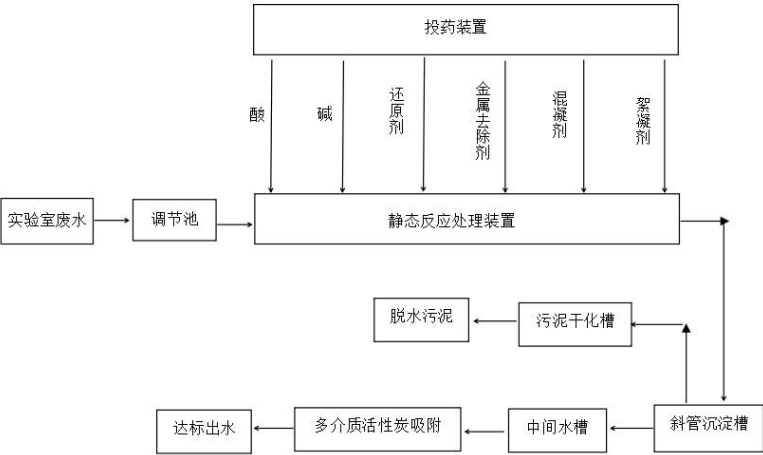 投药装置
酸
碱
还原剂
金属去除剂
混凝剂
絮凝剂
实验室废水
调节池
静态反应处理装置
脱水污泥
污泥干化槽
达标出水
多介质活性炭吸附
中间水槽
斜管沉淀槽